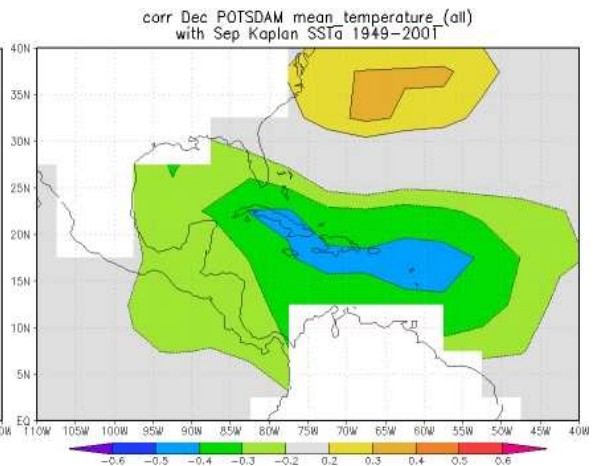 corr Dec POTSDAM mean_temperature_(all)
with Sep Kaplan SSTa 1949-2001
40N
35N
30N
25N
20N
15N
10N
5N
EQ
110W 105W 100W 95W 90W 85W 80W 75W 70W 65W 60W 55W 50W 45W 40W
-0.6 -0.5 -0.4 -0.3 -0.2 0.2 0.3 0.4 0.5 0.6